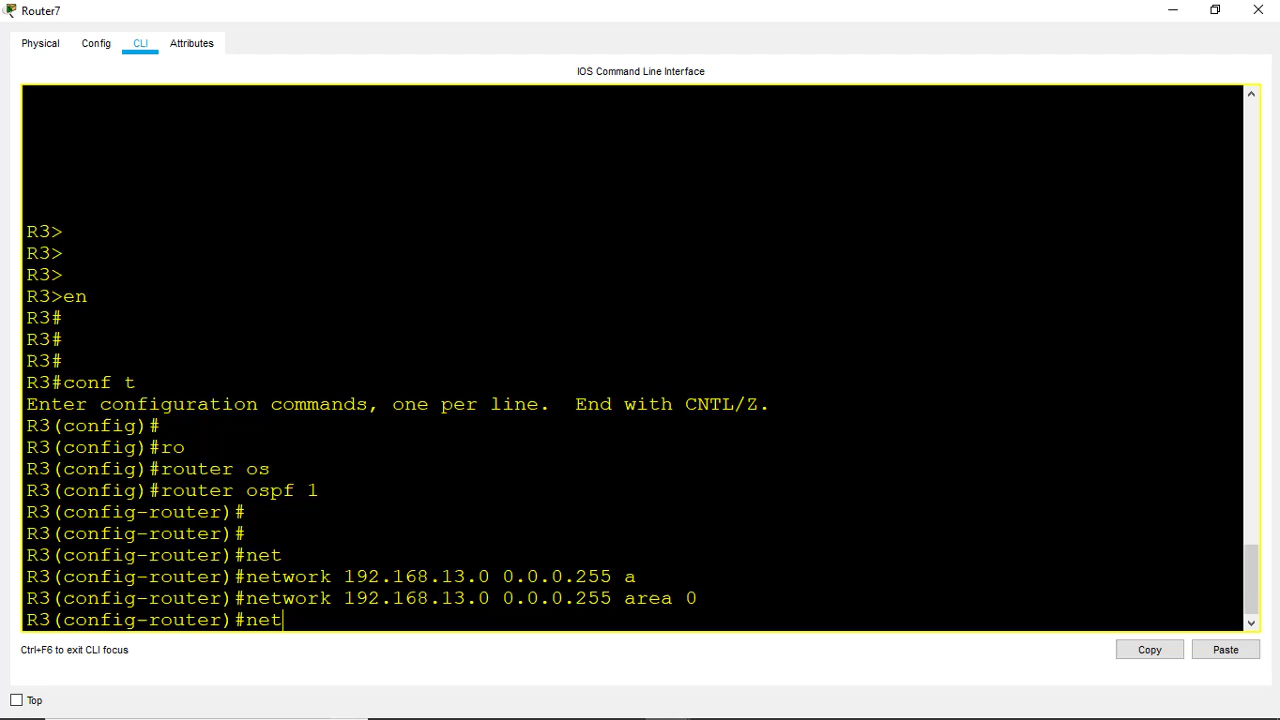 Router7
Physical Config CLI Attributes
IOS Command Line Interface
R3>
R3>
R3>
R3>en
R3#
R3#
R3#
R3#conf t
Enter configuration commands, one per line.  End with CNTL/Z.
R3(config)#
R3(config)#ro
R3(config)#router os
R3(config)#router ospf 1
R3(config-router)#
R3(config-router)#
R3(config-router)#net
R3(config-router)#network 192.168.13.0 0.0.0.255 a
R3(config-router)#network 192.168.13.0 0.0.0.255 area 0
R3(config-router)#net
Ctrl+F6 to exit CLI focus Copy Paste
Top